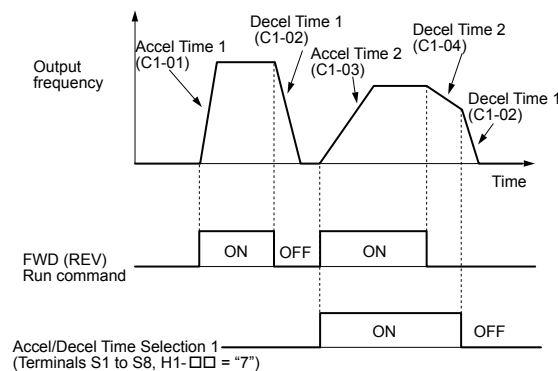 Output
frequency
Accel Time 1
(C1-01)
Decel Time 1
(C1-02)
Accel Time 2
(C1-03)
Decel Time 2
(C1-04)
Decel Time 1
(C1-02)
Time
FWD (REV)
Run command
ON
OFF
ON
Accel/Decel Time Selection 1
(Terminals S1 to S8, H1-□□ = “7”)
ON
OFF